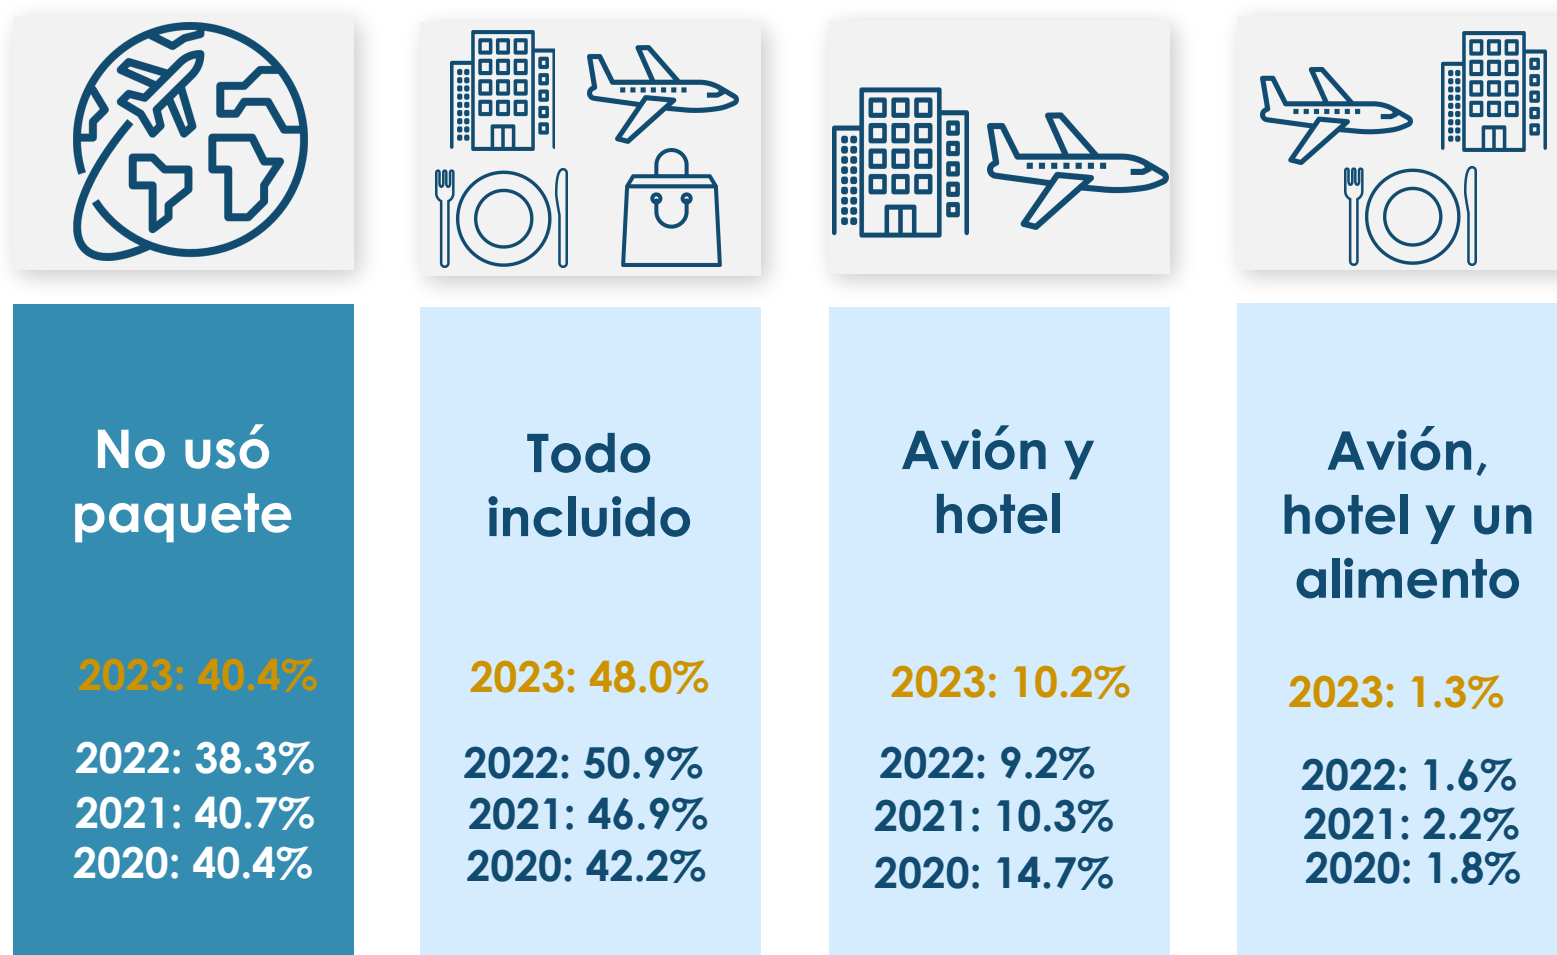 No usó
paquete
2023: 40.4%
2022: 38.3%
2021: 40.7%
2020: 40.4%
Todo
incluido
2023: 48.0%
2022: 50.9%
2021: 46.9%
2020: 42.2%
Avión y
hotel
2023: 10.2%
2022: 9.2%
2021: 10.3%
2020: 14.7%
Avión,
hotel y un
alimento
2023: 1.3%
2022: 1.6%
2021: 2.2%
2020: 1.8%